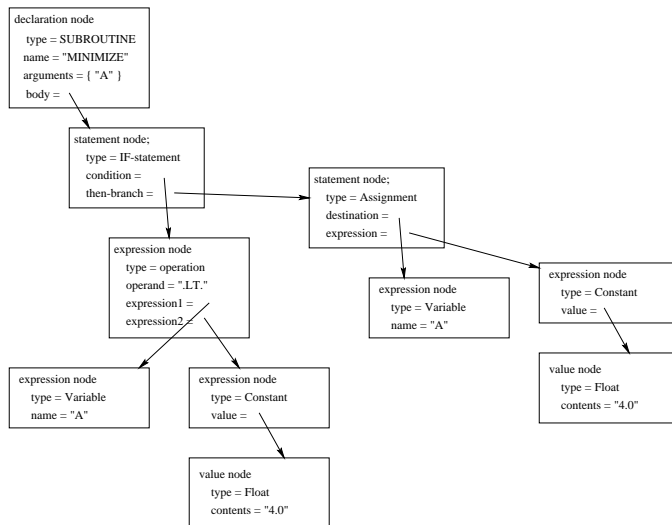 declaration node
type = SUBROUTINE
name = "MINIMIZE"
arguments = { "A" }
body =
statement node;
type = IF-statement
condition =
then-branch =
statement node;
type = Assignment
destination =
expression =
expression node
type = operation
operand = ".LT."
expression1 =
expression2 =
expression node
type = Variable
name = "A"
expression node
type = Constant
value =
expression node
type = Variable
name = "A"
expression node
type = Constant
value =
value node
type = Float
contents = "4.0"
value node
type = Float
contents = "4.0"